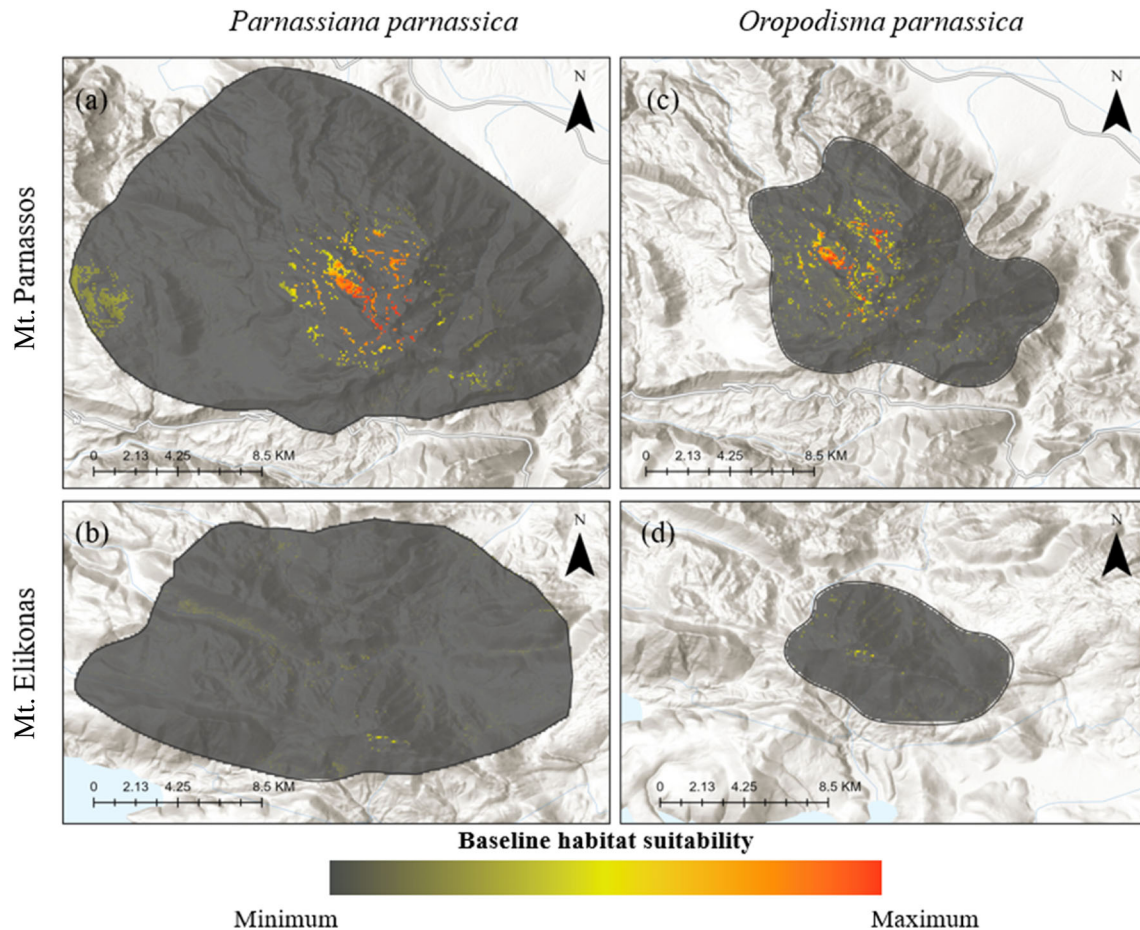 Parnassiana parnassica
Oropodisma parnassica
Mt. Parnassos
(a)
N
0 2.13 4.25 8.5 KM
(c)
N
0 2.13 4.25 8.5 KM
Mt. Elikonas
(b)
N
0 2.13 4.25 8.5 KM
(d)
N
0 2.13 4.25 8.5 KM
Baseline habitat suitability
Minimum Maximum